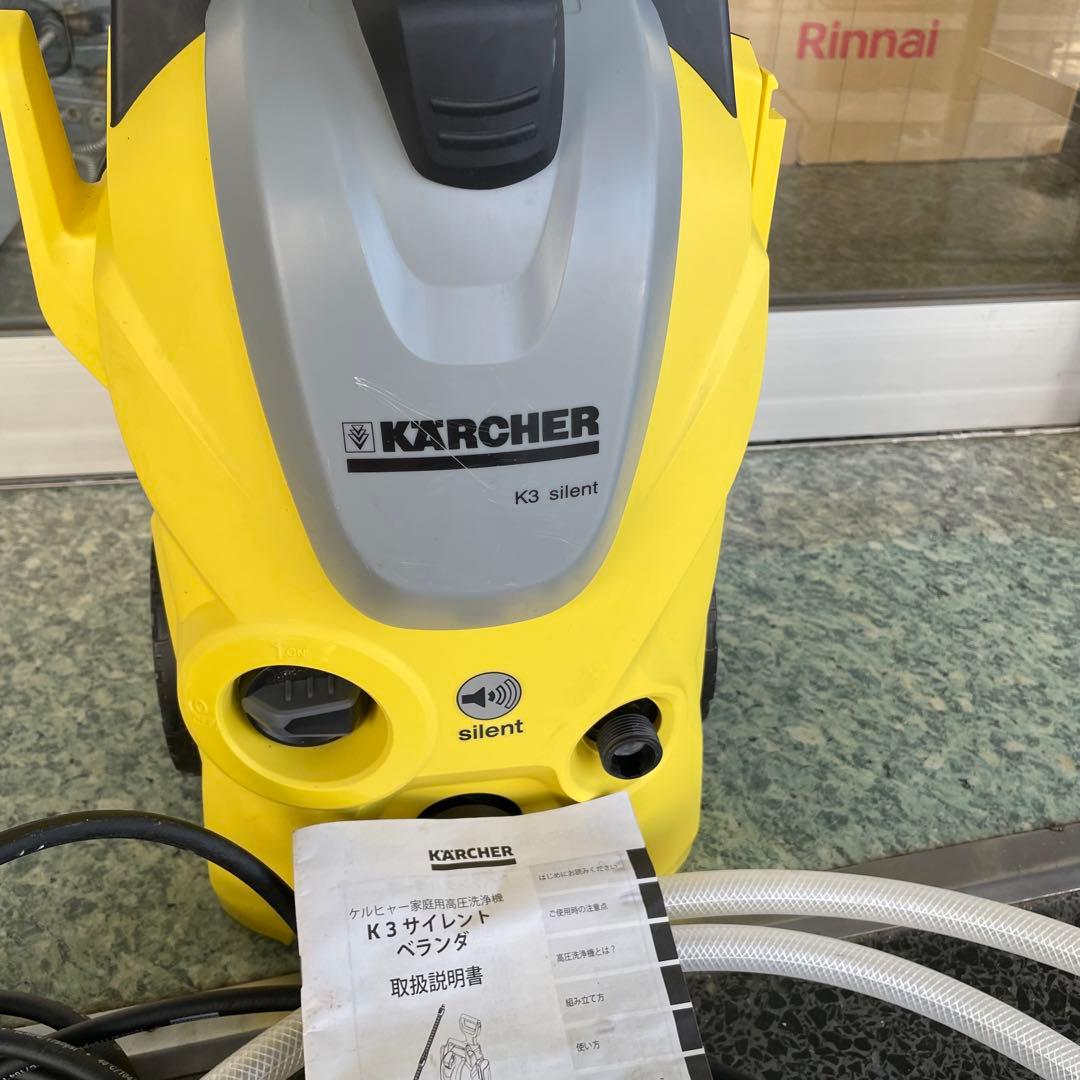 Rinnai
KÄRCHER
K3 silent
ON
silent
KÄRCHER
ケルヒャー家庭用高圧洗浄機
K 3 サイレント
ベランダ
取扱説明書
はじめにお読みください
ご使用時の注意点
高圧洗浄機とは?
組み立て方
使い方